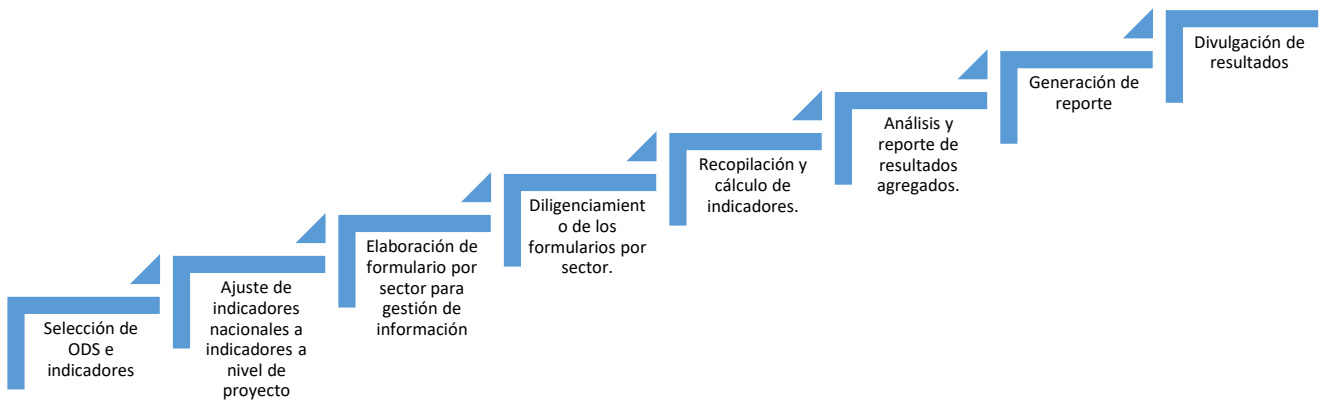 Selección de
ODS e
indicadores
Ajuste de
indicadores
nacionales a
indicadores a
nivel de
proyecto
Elaboración de
formulario por
sector para
gestión de
información
Diligenciamient
o de los
formularios por
sector.
Recopilación y
cálculo de
indicadores.
Análisis y
reporte de
resultados
agregados.
Generación de
reporte
Divulgación de
resultados